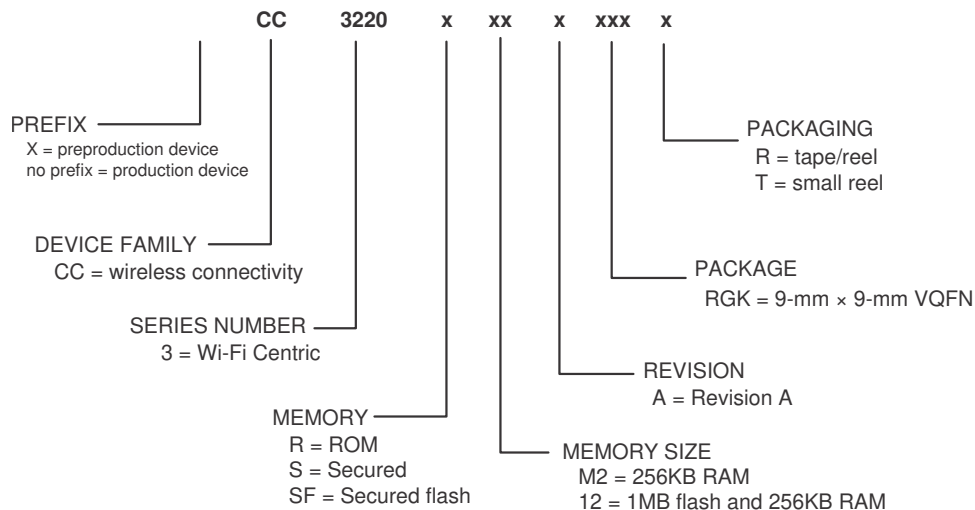 CC 3220 x xx x xxx x
PREFIX
X = preproduction device
no prefix = production device
PACKAGING
R = tape/reel
T = small reel
DEVICE FAMILY
CC = wireless connectivity
PACKAGE
RGK = 9-mm × 9-mm VQFN
SERIES NUMBER
3 = Wi-Fi Centric
REVISION
A = Revision A
MEMORY
R = ROM
S = Secured
SF = Secured flash
MEMORY SIZE
M2 = 256KB RAM
12 = 1MB flash and 256KB RAM